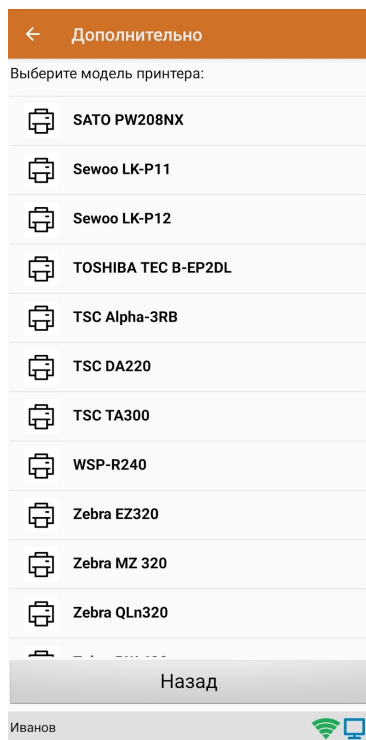 Дополнительно
Выберите модель принтера:
SATO PW208NX
Sewoo LK-P11
Sewoo LK-P12
TOSHIBA TEC B-EP2DL
TSC Alpha-3RB
TSC DA220
TSC TA300
WSP-R240
Zebra EZ320
Zebra MZ 320
Zebra QLn320
Назад
Иванов